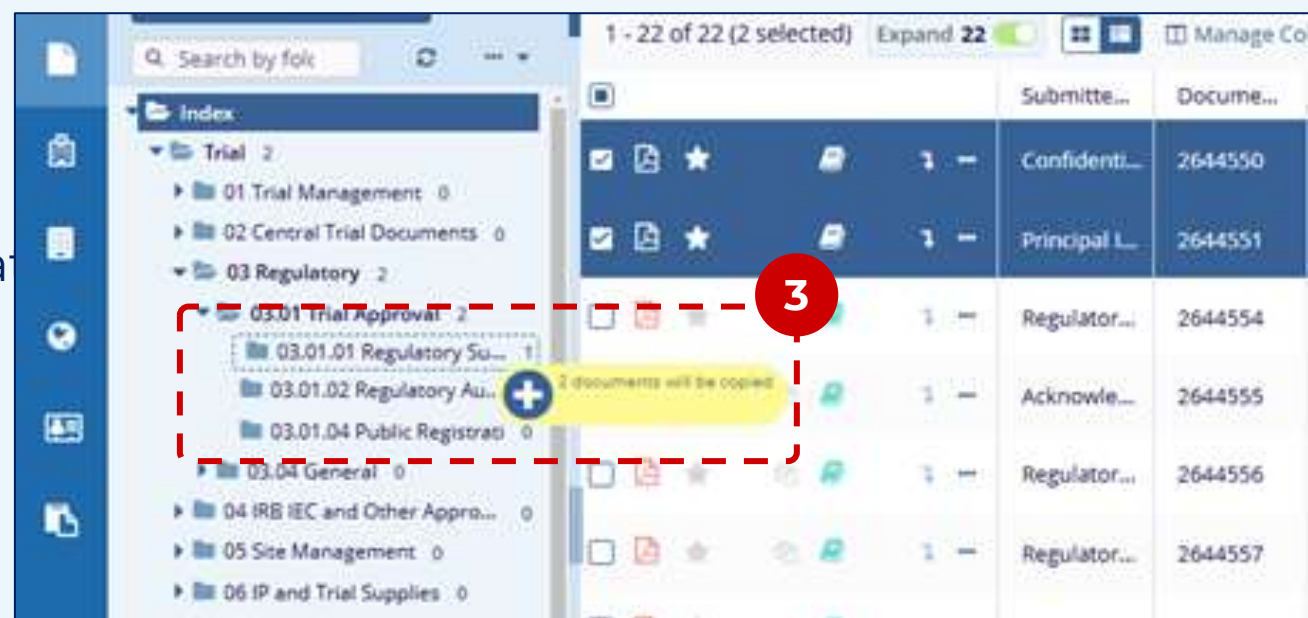 1 - 22 of 22 (2 selected) Expand 22 Manage Co
Search by fol
Submitte... Docume...
Index
Trial 2
Confidenti... 2644550
01 Trial Management 0
02 Central Trial Documents 0
Principal I... 2644551
03 Regulatory 2
3
03.01 Trial Approval 2
Regulator... 2644554
03.01.01 Regulatory Su... 1
2 documents will be copied
03.01.02 Regulatory Au...
Acknowle... 2644555
03.01.04 Public Registrati 0
03.04 General 0
Regulator... 2644556
04 IRB IEC and Other Appro... 0
05 Site Management 0
Regulator... 2644557
06 IP and Trial Supplies 0